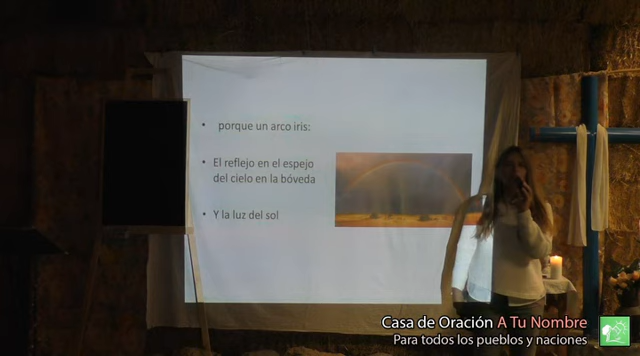 • porque un arco iris:
• El reflejo en el espejo
del cielo en la bóveda
• Y la luz del sol
Casa de Oración A Tu Nombre
Para todos los pueblos y naciones